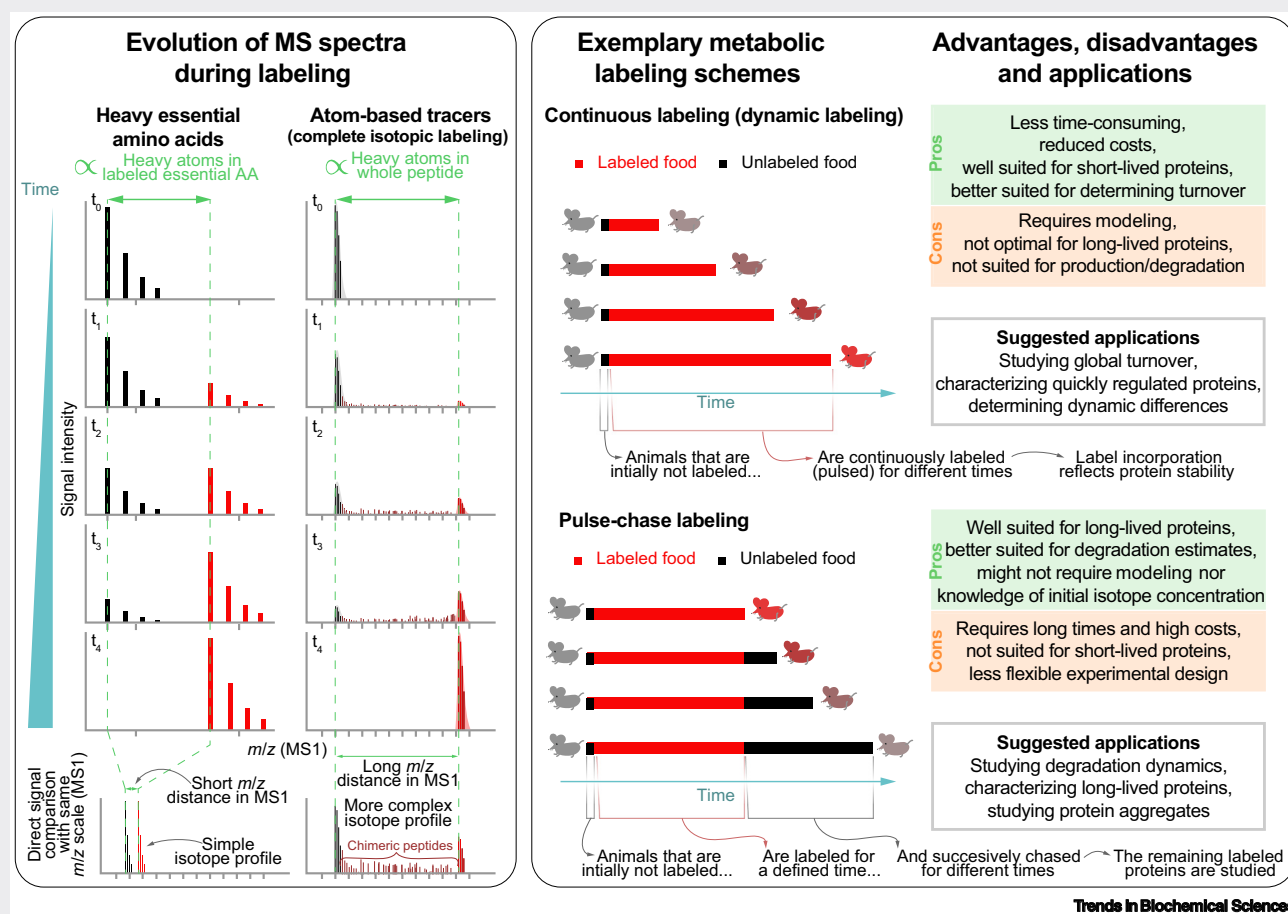 Evolution of MS spectra
during labeling
Heavy essential
amino acids
Atom-based tracers
(complete isotopic labeling)
∝ Heavy atoms in
labeled essential AA
∝ Heavy atoms in
whole peptide
Time
t0
t0
t1
t1
Signal intensity
t2
t2
t3
t3
t4
t4
m/z (MS1)
Direct signal
comparison
with same
m/z scale (MS1)
Short m/z
distance in MS1
Simple
isotope profile
Long m/z
distance in MS1
More complex
isotope profile
Chimeric peptides
Exemplary metabolic
labeling schemes
Continuous labeling (dynamic labeling)
Labeled food
Unlabeled food
Time
Animals that are
intially not labeled...
Are continuously labeled
(pulsed) for different times
Label incorporation
reflects protein stability
Pulse-chase labeling
Labeled food
Unlabeled food
Time
Animals that are
intially not labeled...
Are labeled for
a defined time...
And succesively chased
for different times
The remaining labeled
proteins are studied
Advantages, disadvantages
and applications
Pros
Less time-consuming,
reduced costs,
well suited for short-lived proteins,
better suited for determining turnover
Cons
Requires modeling,
not optimal for long-lived proteins,
not suited for production/degradation
Suggested applications
Studying global turnover,
characterizing quickly regulated proteins,
determining dynamic differences
Pros
Well suited for long-lived proteins,
better suited for degradation estimates,
might not require modeling nor
knowledge of initial isotope concentration
Cons
Requires long times and high costs,
not suited for short-lived proteins,
less flexible experimental design
Suggested applications
Studying degradation dynamics,
characterizing long-lived proteins,
studying protein aggregates
Trends in Biochemical Sciences